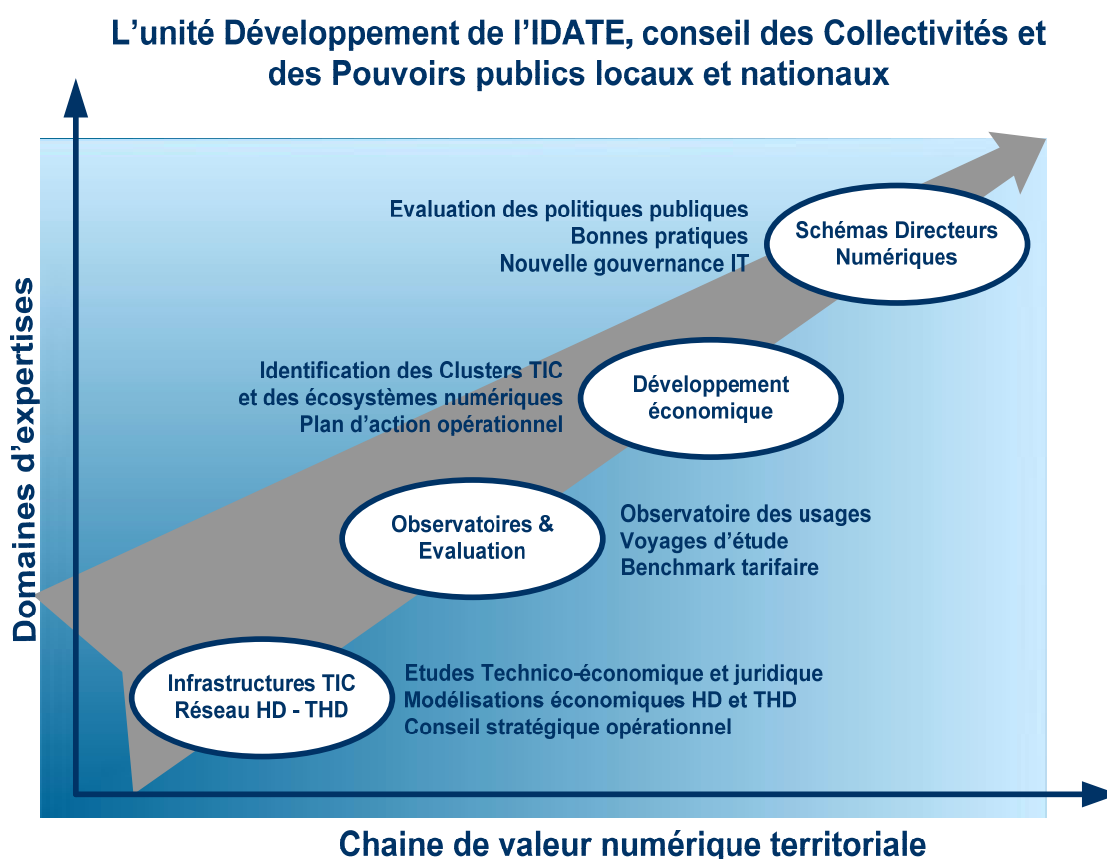 L’unité Développement de l’IDATE, conseil des Collectivités et
des Pouvoirs publics locaux et nationaux
Domaines d’expertises
Evaluation des politiques publiques
Bonnes pratiques
Nouvelle gouvernance IT
Schémas Directeurs
Numériques
Identification des Clusters TIC
et des écosystèmes numériques
Plan d’action opérationnel
Développement
économique
Observatoires &
Evaluation
Observatoire des usages
Voyages d’étude
Benchmark tarifaire
Infrastructures TIC
Réseau HD - THD
Etudes Technico-économique et juridique
Modélisations économiques HD et THD
Conseil stratégique opérationnel
Chaine de valeur numérique territoriale